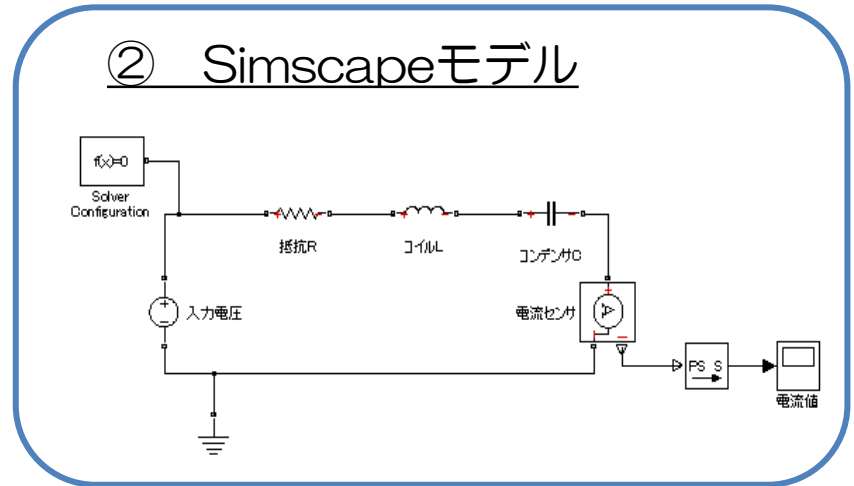 ② Simscapeモデル
f(x)=0
Solver
Configuration
抵抗R
コイルL
コンデンサC
入力電圧
電流センサ
A
PS S
電流値